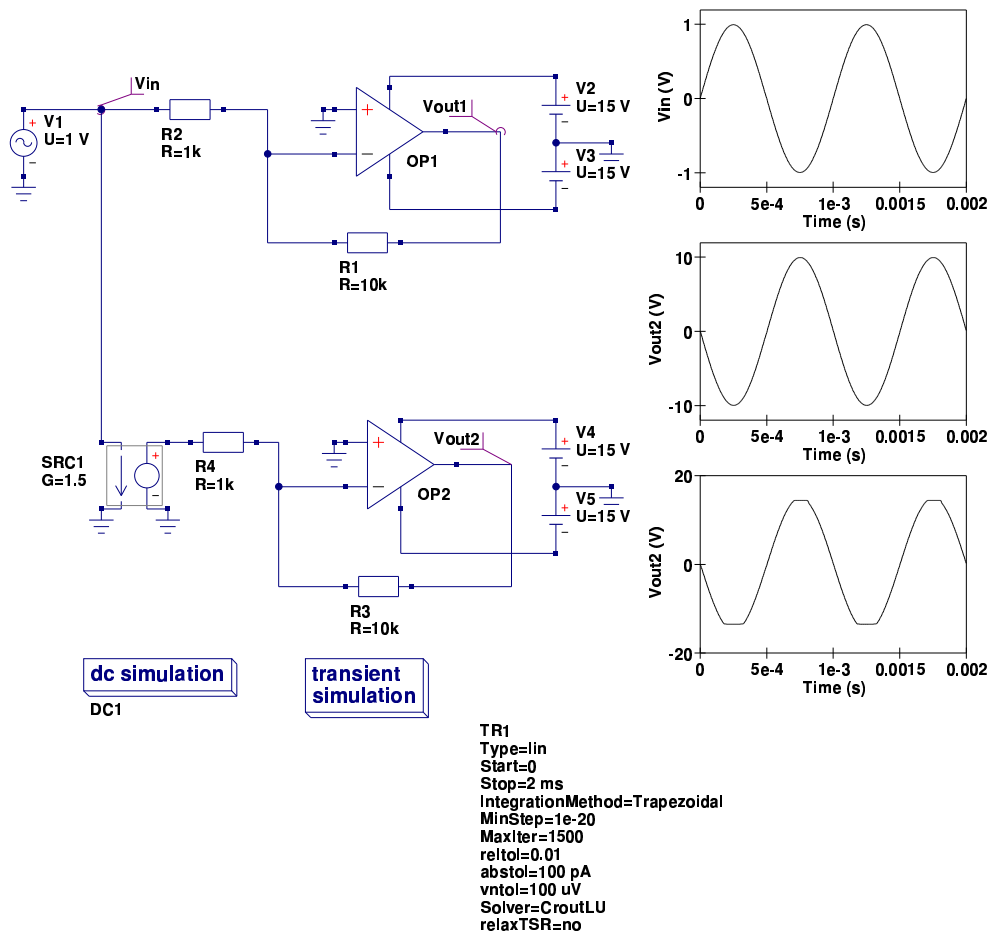 Vin
V1
U=1 V
R2
R=1k
+
−
OP1
Vout1
V2
U=15 V
V3
U=15 V
R1
R=10k
SRC1
G=1.5
R4
R=1k
+
−
OP2
Vout2
V4
U=15 V
V5
U=15 V
R3
R=10k
dc simulation
DC1
transient
simulation
TR1
Type=lin
Start=0
Stop=2 ms
IntegrationMethod=Trapezoidal
MinStep=1e-20
MaxIter=1500
reltol=0.01
abstol=100 pA
vntol=100 uV
Solver=CroutLU
relaxTSR=no
Vin (V)
1
0
-1
0 5e-4 1e-3 0.0015 0.002
Time (s)
Vout2 (V)
10
0
-10
0 5e-4 1e-3 0.0015 0.002
Time (s)
Vout2 (V)
20
0
-20
0 5e-4 1e-3 0.0015 0.002
Time (s)